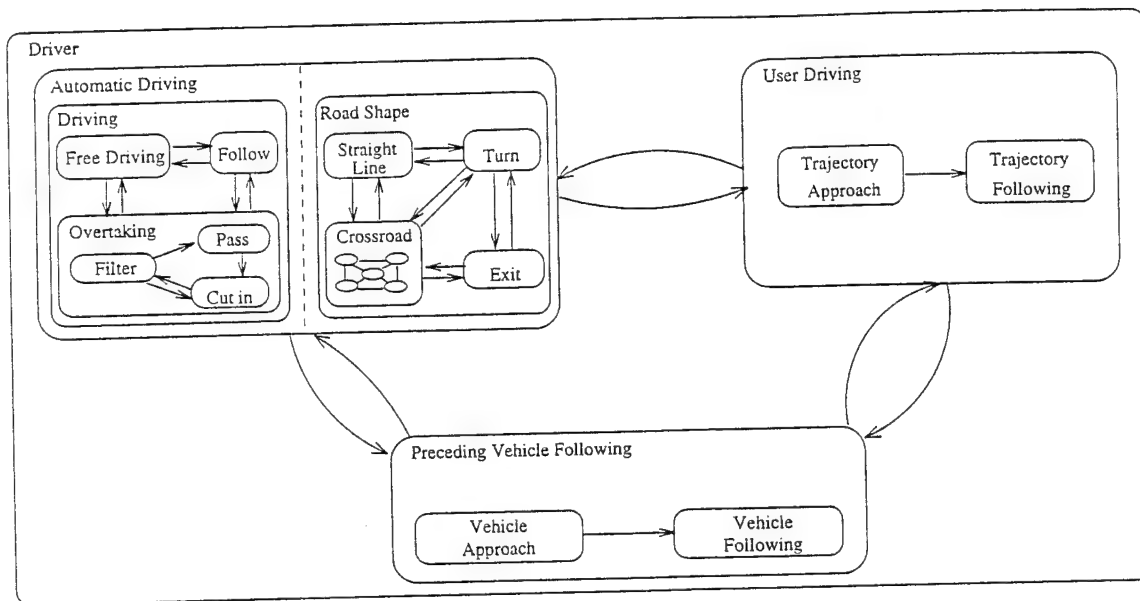 Driver
Automatic Driving
User Driving
Driving
Road Shape
Free Driving
Follow
Straight
Line
Turn
Trajectory
Approach
Trajectory
Following
Overtaking
Pass
Filter
Cut in
Crossroad
Exit
Preceding Vehicle Following
Vehicle
Approach
Vehicle
Following